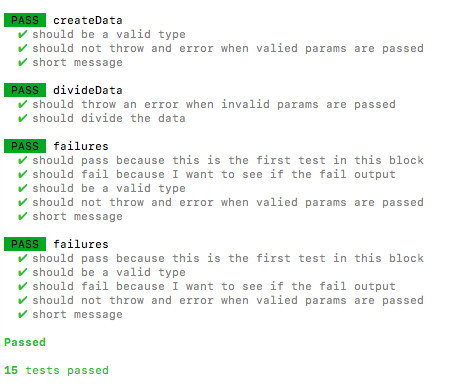 PASS createData
✔ should be a valid type
✔ should not throw and error when valied params are passed
✔ short message
PASS divideData
✔ should throw an error when invalid params are passed
✔ should divide the data
PASS failures
✔ should pass because this is the first test in this block
✔ should fail because I want to see if the fail output
✔ should be a valid type
✔ should not throw and error when valied params are passed
✔ short message
PASS failures
✔ should pass because this is the first test in this block
✔ should be a valid type
✔ should fail because I want to see if the fail output
✔ should not throw and error when valied params are passed
✔ short message
Passed
15 tests passed